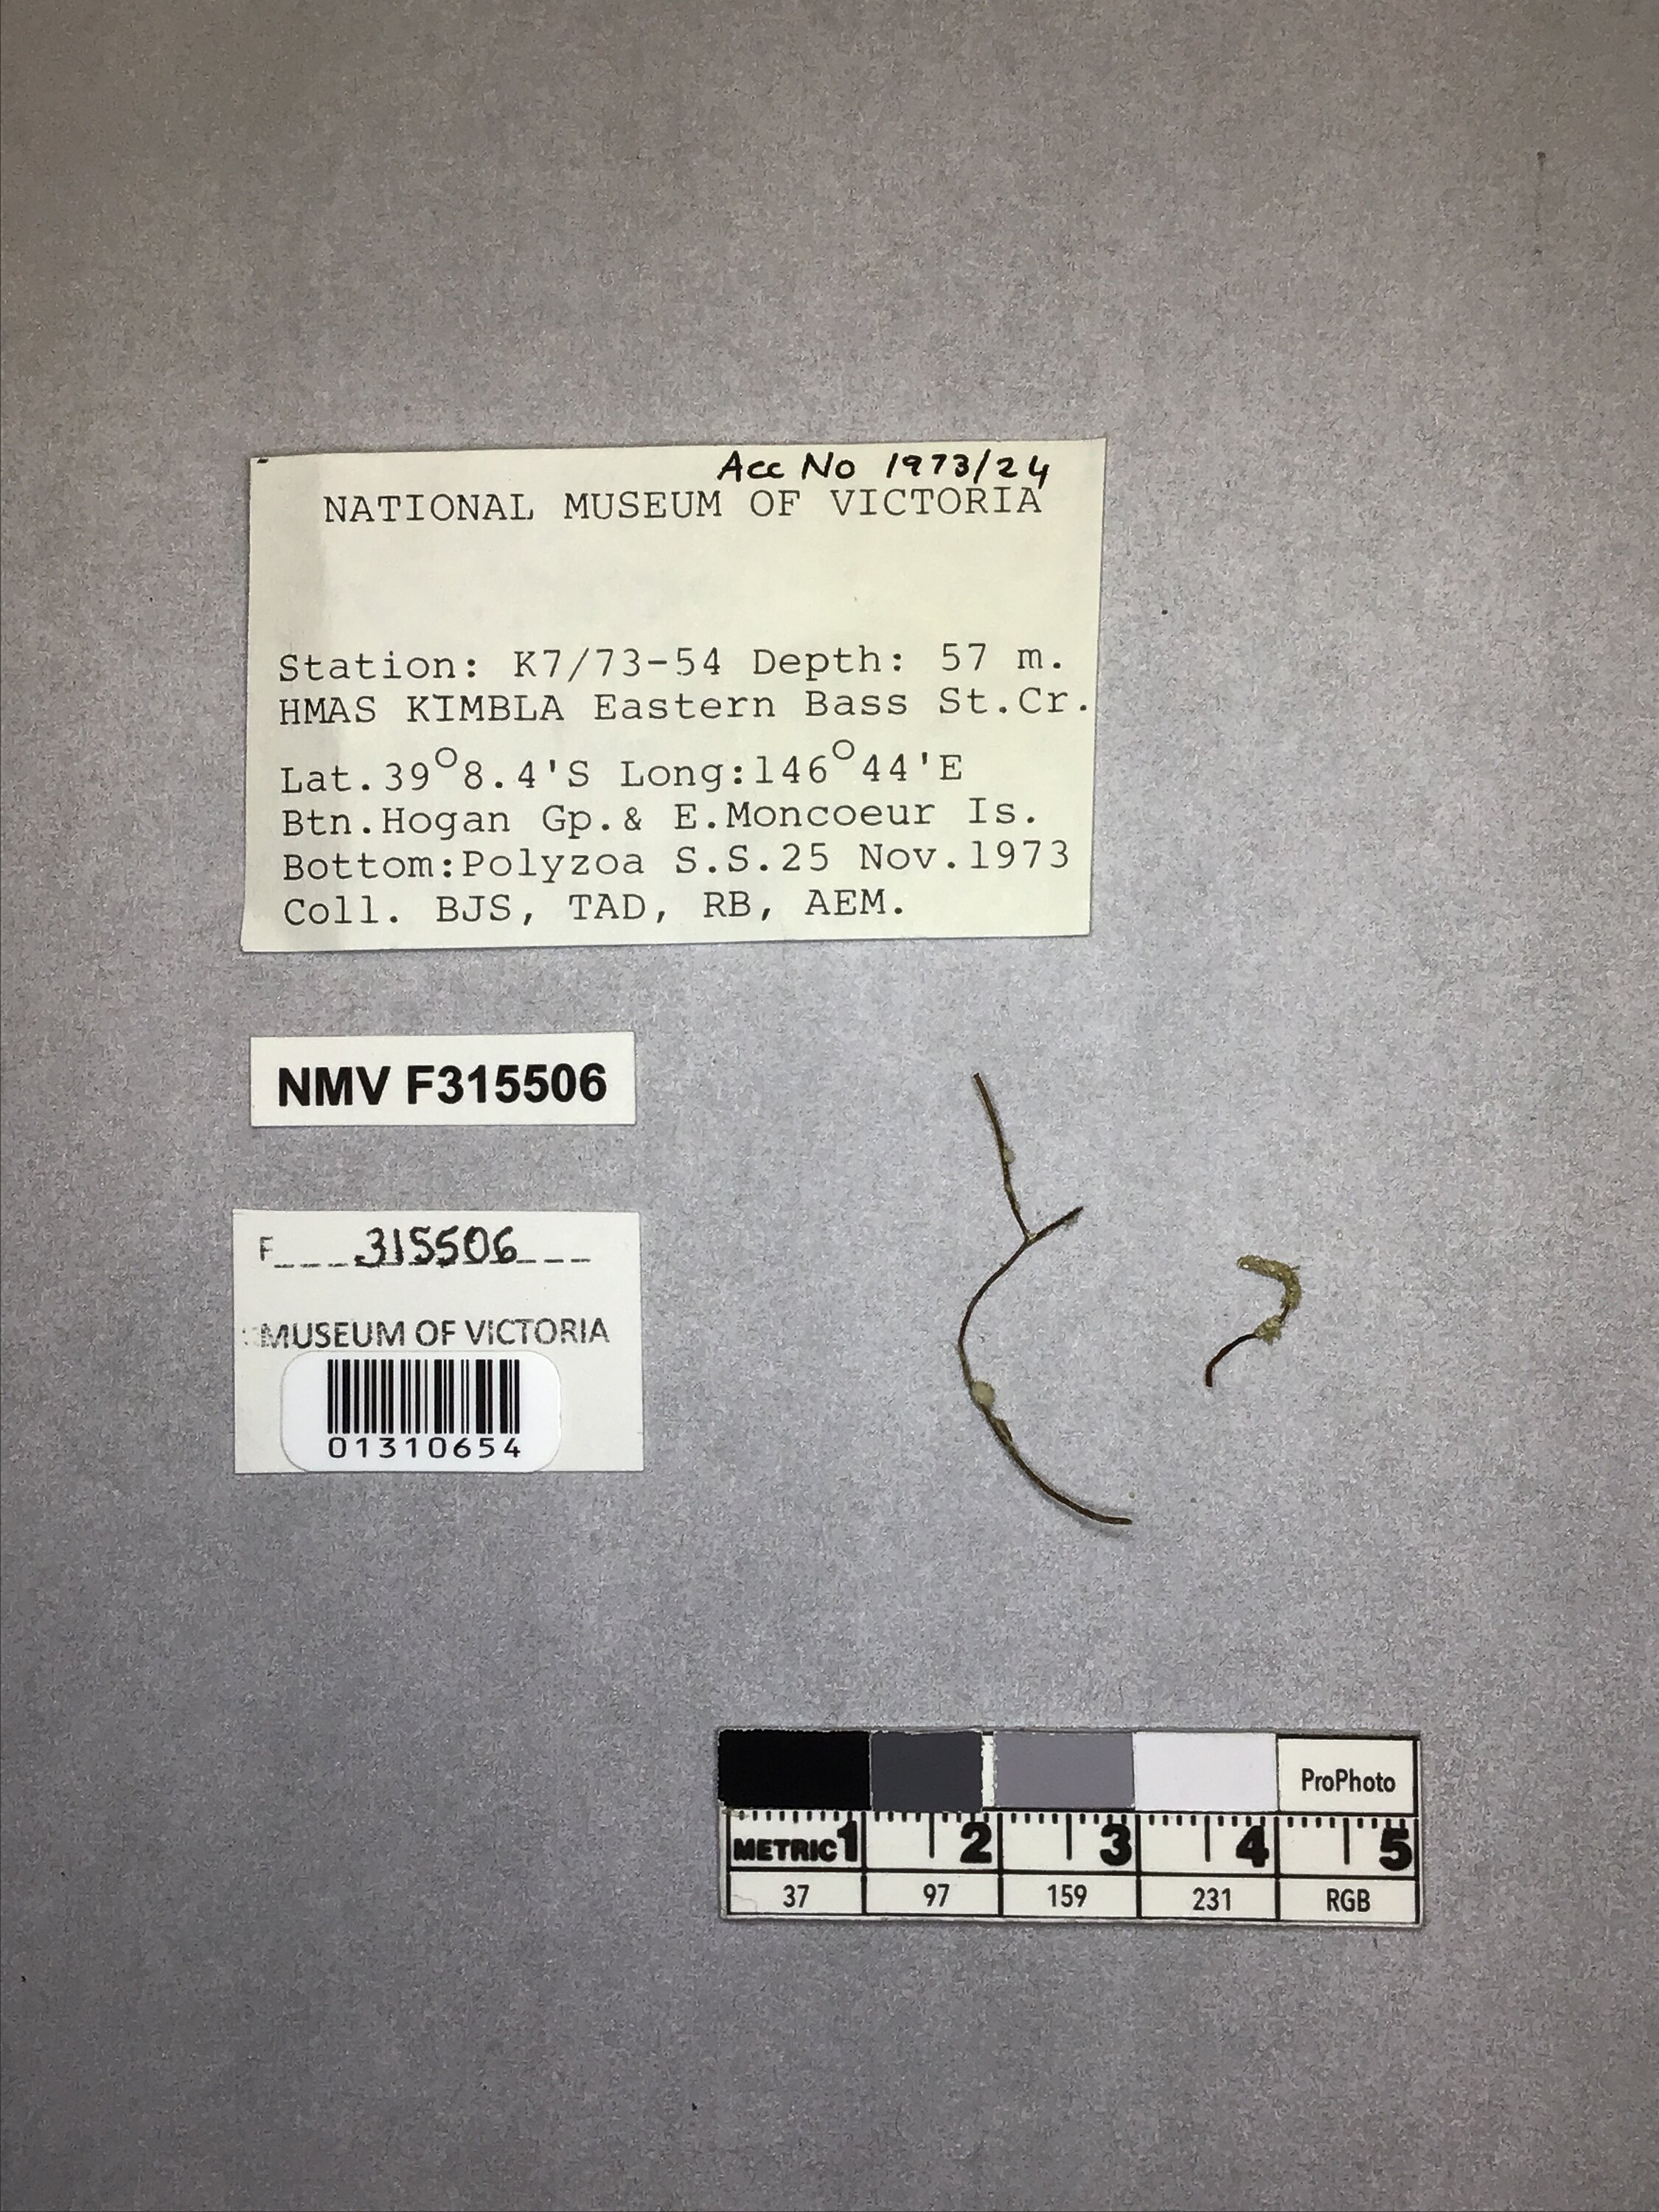 Acc No 1973/24
NATIONAL MUSEUM OF VICTORIA
Station: K7/73-54 Depth: 57 m.
HMAS KIMBLA Eastern Bass St.Cr.
Lat.39°8.4'S Long:146°44'E
Btn.Hogan Gp.& E.Moncoeur Is.
Bottom:Polyzoa S.S.25 Nov.1973
Coll. BJS, TAD, RB, AEM.
NMV F315506
F 315506
MUSEUM OF VICTORIA
01310654
ProPhoto
METRIC 1 2 3 4 5
37 97 159 231 RGB